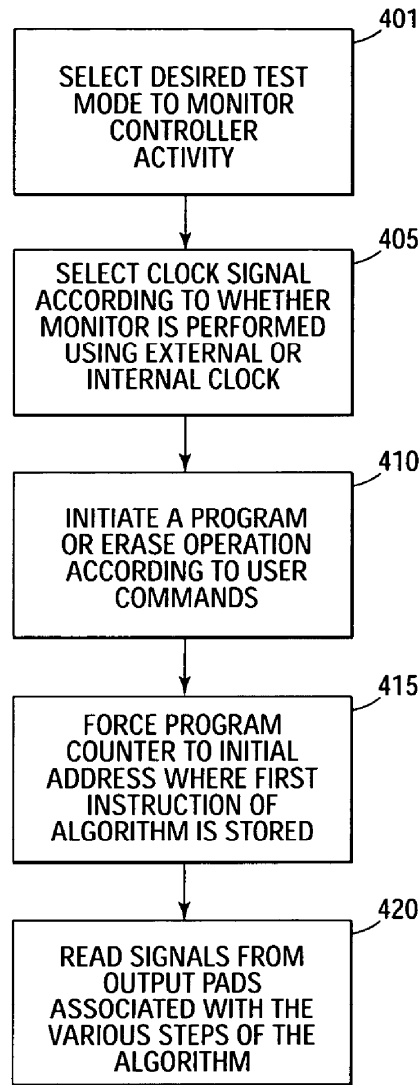 401
SELECT DESIRED TEST
MODE TO MONITOR
CONTROLLER
ACTIVITY
405
SELECT CLOCK SIGNAL
ACCORDING TO WHETHER
MONITOR IS PERFORMED
USING EXTERNAL OR
INTERNAL CLOCK
410
INITIATE A PROGRAM
OR ERASE OPERATION
ACCORDING TO USER
COMMANDS
415
FORCE PROGRAM
COUNTER TO INITIAL
ADDRESS WHERE FIRST
INSTRUCTION OF
ALGORITHM IS STORED
420
READ SIGNALS FROM
OUTPUT PADS
ASSOCIATED WITH THE
VARIOUS STEPS OF THE
ALGORITHM